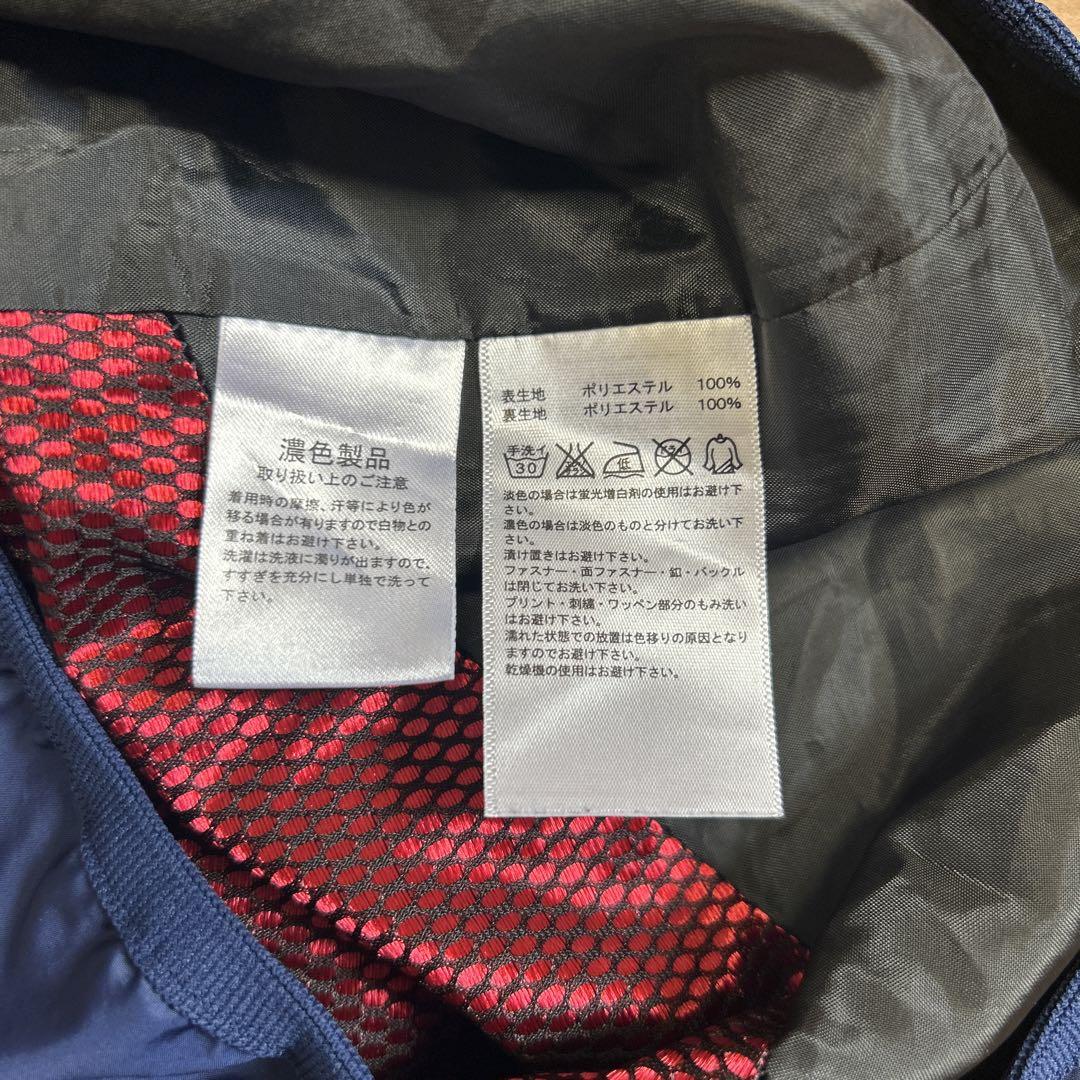 濃色製品
取り扱い上のご注意
着用時の摩擦、汗等により色が
移る場合が有りますので白物との
重ね着はお避け下さい。
洗濯は洗液に濁りが出ますので、
すすぎを充分にし単独で洗って
下さい。
表生地 ポリエステル 100%
裏生地 ポリエステル 100%
手洗イ 30 低
淡色の場合は蛍光増白剤の使用はお避け下
さい。
濃色の場合は淡色のものと分けてお洗い下
さい。
漬け置きはお避け下さい。
ファスナー・面ファスナー・釦・バックル
は閉じてお洗い下さい。
プリント・刺繍・ワッペン部分のもみ洗い
はお避け下さい。
濡れた状態での放置は色移りの原因となり
ますのでお避け下さい。
乾燥機の使用はお避け下さい。